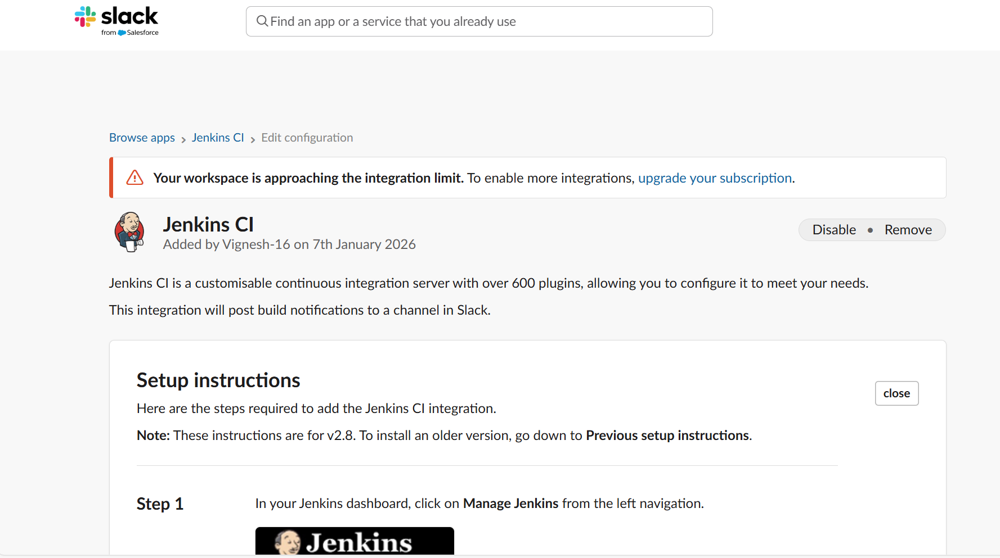 slack
from Salesforce
Find an app or a service that you already use
Browse apps > Jenkins CI > Edit configuration
Your workspace is approaching the integration limit. To enable more integrations, upgrade your subscription.
Jenkins CI
Added by Vignesh-16 on 7th January 2026
Disable • Remove
Jenkins CI is a customisable continuous integration server with over 600 plugins, allowing you to configure it to meet your needs.
This integration will post build notifications to a channel in Slack.
Setup instructions
close
Here are the steps required to add the Jenkins CI integration.
Note: These instructions are for v2.8. To install an older version, go down to Previous setup instructions.
Step 1
In your Jenkins dashboard, click on Manage Jenkins from the left navigation.
Jenkins